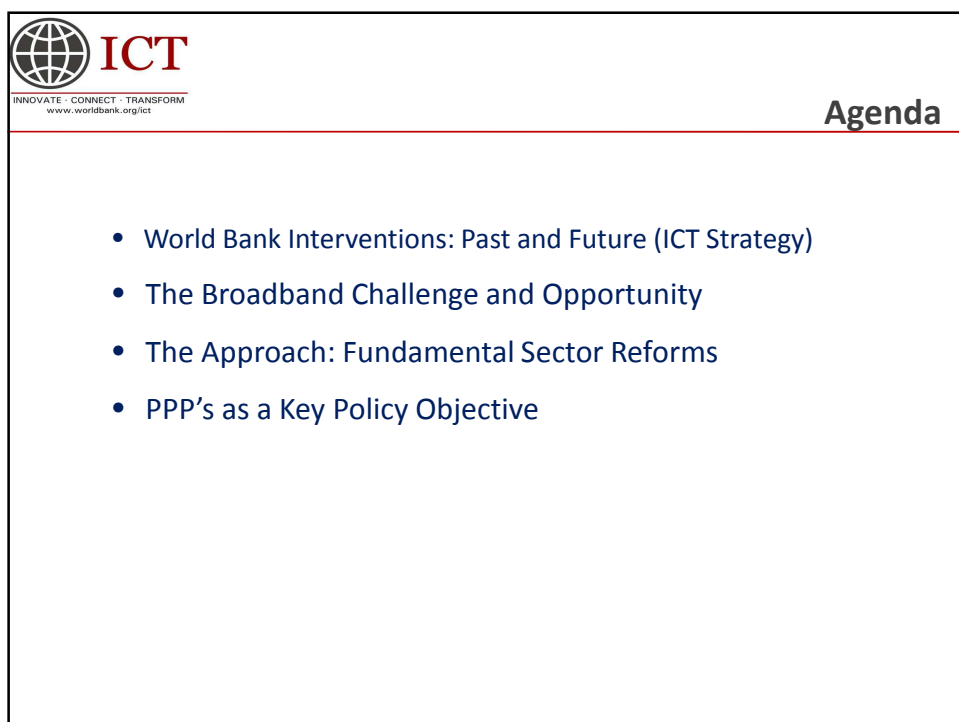 ICT
INNOVATE · CONNECT · TRANSFORM
www.worldbank.org/ict
Agenda
• World Bank Interventions: Past and Future (ICT Strategy)
• The Broadband Challenge and Opportunity
• The Approach: Fundamental Sector Reforms
• PPP’s as a Key Policy Objective